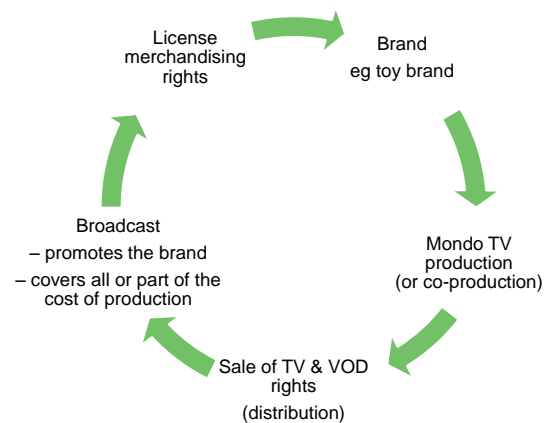 License
merchandising
rights
Brand
eg toy brand
Mondo TV
production
(or co-production)
Sale of TV & VOD
rights
(distribution)
Broadcast
– promotes the brand
– covers all or part of the
cost of production